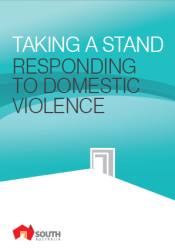 TAKING A STAND
RESPONDING
TO DOMESTIC
VIOLENCE
SOUTH
AUSTRALIA